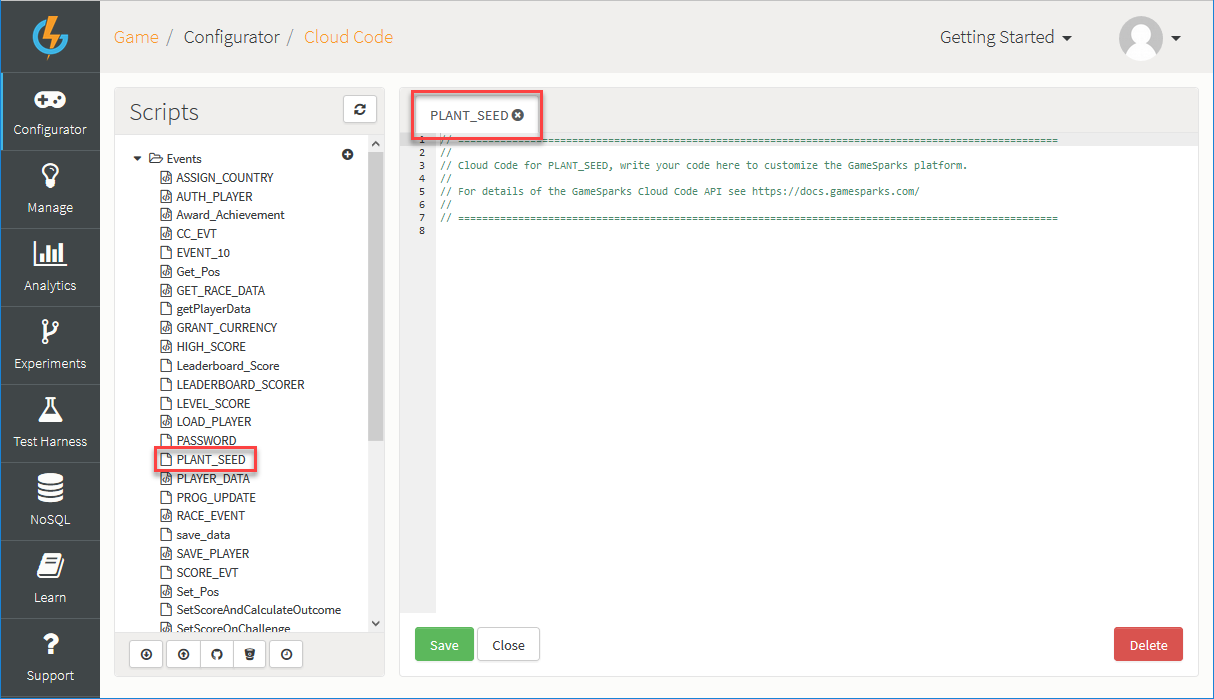 Game / Configurator / Cloud Code
Getting Started
Configurator
Manage
Analytics
Experiments
Test Harness
NoSQL
Learn
Support
Scripts
Events
ASSIGN_COUNTRY
AUTH_PLAYER
Award_Achievement
CC_EVT
EVENT_10
Get_Pos
GET_RACE_DATA
getPlayerData
GRANT_CURRENCY
HIGH_SCORE
Leaderboard_Score
LEADERBOARD_SCORER
LEVEL_SCORE
LOAD_PLAYER
PASSWORD
PLANT_SEED
PLAYER_DATA
PROG_UPDATE
RACE_EVENT
save_data
SAVE_PLAYER
SCORE_EVT
Set_Pos
SetScoreAndCalculateOutcome
SetScoreOnChallenge
PLANT_SEED
1 // ====================================================================================================
2 //
3 // Cloud Code for PLANT_SEED, write your code here to customize the GameSparks platform.
4 //
5 // For details of the GameSparks Cloud Code API see https://docs.gamesparks.com/
6 //
7 // ====================================================================================================
8
Save
Close
Delete